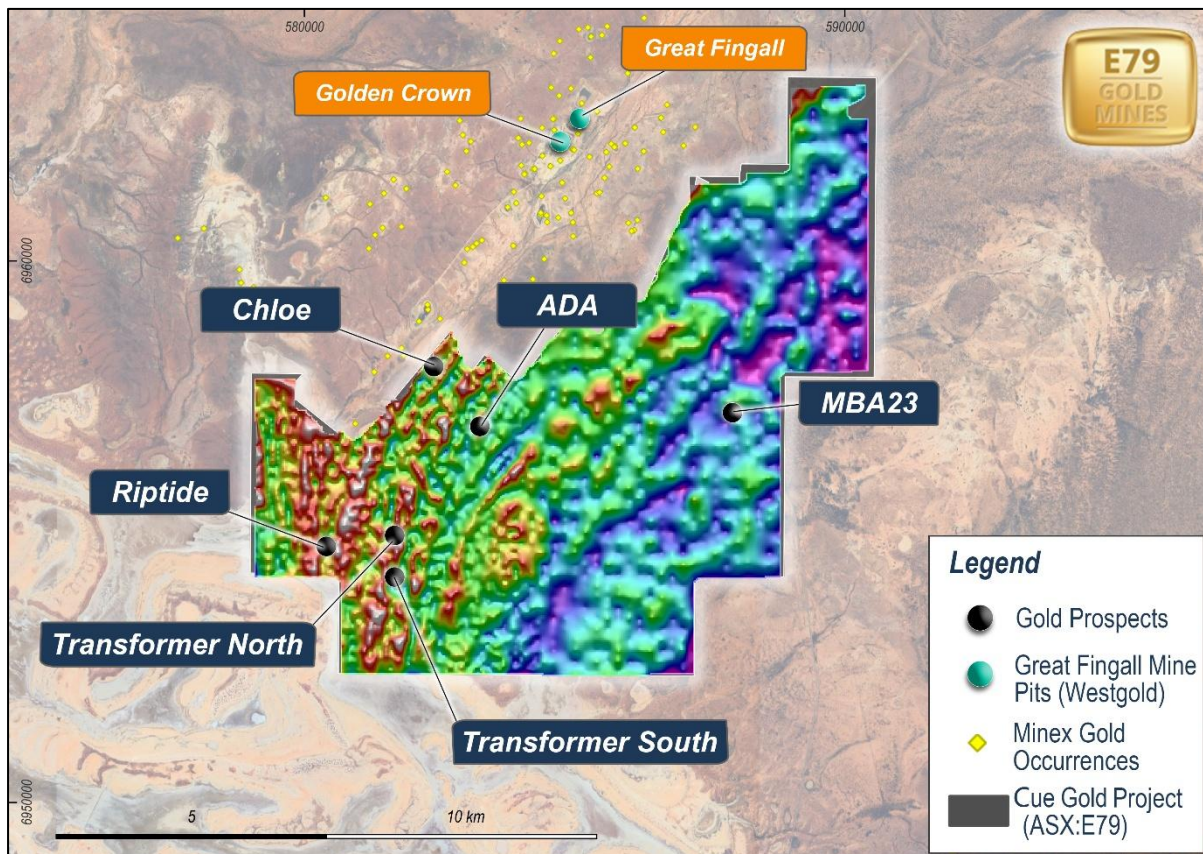 580000
590000
Great Fingall
Golden Crown
E79
GOLD
MINES
6960000
Chloe
ADA
MBA23
Riptide
Transformer North
Transformer South
6950000
5
10 km
Legend
Gold Prospects
Great Fingall Mine
Pits (Westgold)
Minex Gold
Occurrences
Cue Gold Project
(ASX:E79)